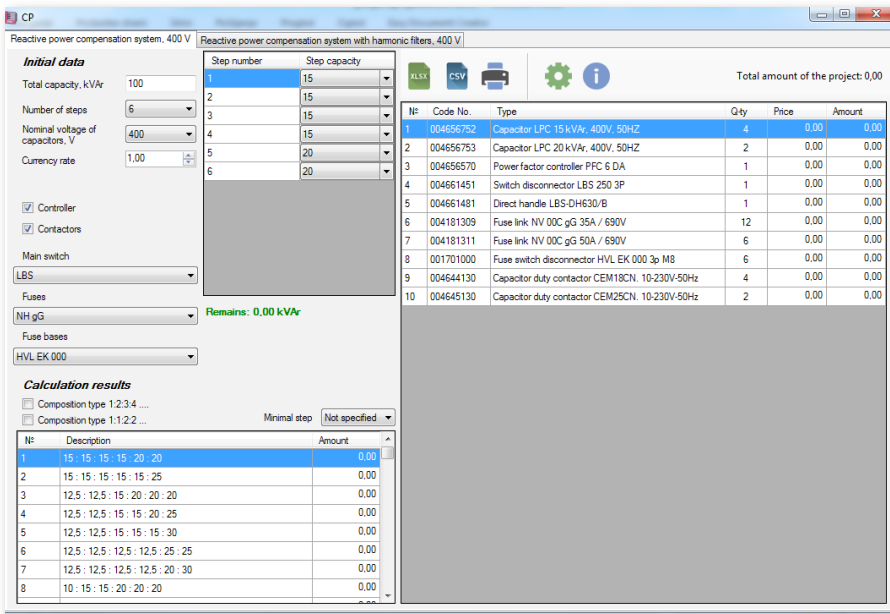 CP
Reactive power compensation system, 400 V
Reactive power compensation system with harmonic filters, 400 V
Initial data
Total capacity, kVAr 100
Number of steps 6
Nominal voltage of
capacitors, V 400
Currency rate 1,00
Controller
Contactors
Main switch
LBS
Fuses
NH gG
Fuse bases
HVL EK 000
Step number Step capacity
1 15
2 15
3 15
4 15
5 20
6 20
Remains: 0,00 kVAr
Calculation results
Composition type 1:2:3:4 ....
Composition type 1:1:2:2 ...
Minimal step Not specified
№ Description Amount
1 15 : 15 : 15 : 15 : 20 : 20 0,00
2 15 : 15 : 15 : 15 : 15 : 25 0,00
3 12,5 : 12,5 : 15 : 20 : 20 : 20 0,00
4 12,5 : 12,5 : 15 : 15 : 20 : 25 0,00
5 12,5 : 12,5 : 15 : 15 : 15 : 30 0,00
6 12,5 : 12,5 : 12,5 : 12,5 : 25 : 25 0,00
7 12,5 : 12,5 : 12,5 : 12,5 : 20 : 30 0,00
8 10 : 15 : 15 : 20 : 20 : 20 0,00
XLSX
CSV
Total amount of the project: 0,00
№ Code No. Type Q-ty Price Amount
1 004656752 Capacitor LPC 15 kVAr, 400V, 50HZ 4 0,00 0,00
2 004656753 Capacitor LPC 20 kVAr, 400V, 50HZ 2 0,00 0,00
3 004656570 Power factor controller PFC 6 DA 1 0,00 0,00
4 004661451 Switch disconnector LBS 250 3P 1 0,00 0,00
5 004661481 Direct handle LBS-DH630/B 1 0,00 0,00
6 004181309 Fuse link NV 00C gG 35A / 690V 12 0,00 0,00
7 004181311 Fuse link NV 00C gG 50A / 690V 6 0,00 0,00
8 001701000 Fuse switch disconnector HVL EK 000 3p M8 6 0,00 0,00
9 004644130 Capacitor duty contactor CEM18CN. 10-230V-50Hz 4 0,00 0,00
10 004645130 Capacitor duty contactor CEM25CN. 10-230V-50Hz 2 0,00 0,00